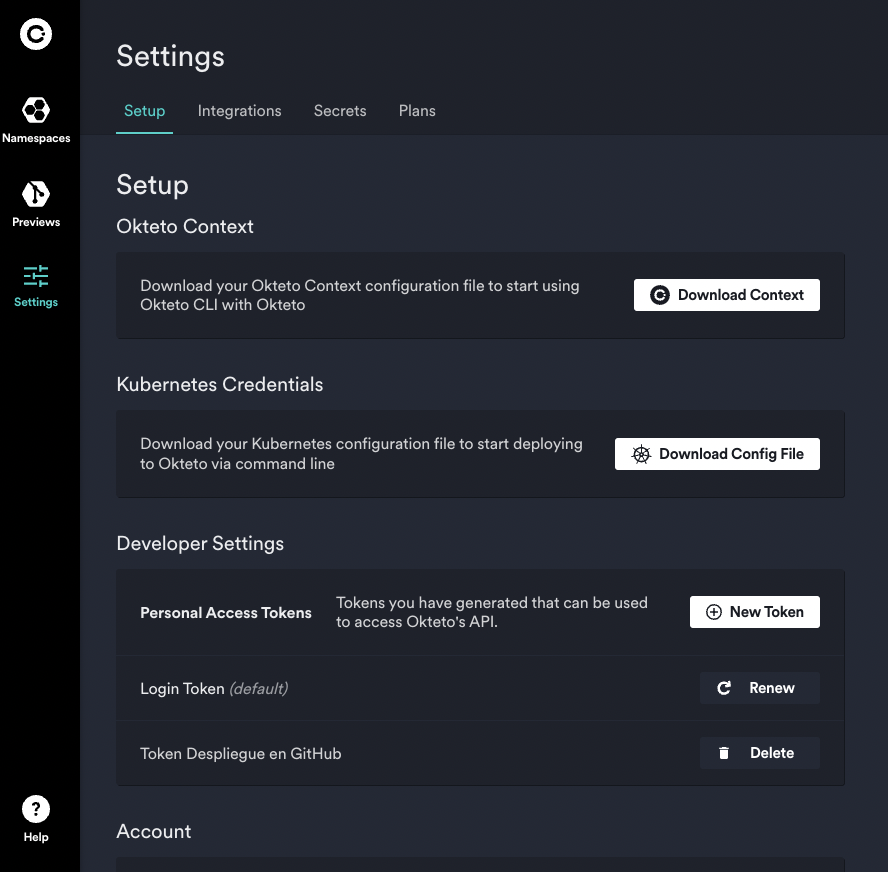 Settings
Setup
Integrations
Secrets
Plans
Namespaces
Previews
Settings
Help
Setup
Okteto Context
Download your Okteto Context configuration file to start using
Okteto CLI with Okteto
Download Context
Kubernetes Credentials
Download your Kubernetes configuration file to start deploying
to Okteto via command line
Download Config File
Developer Settings
Personal Access Tokens
Tokens you have generated that can be used
to access Okteto's API.
New Token
Login Token (default)
Renew
Token Despliegue en GitHub
Delete
Account